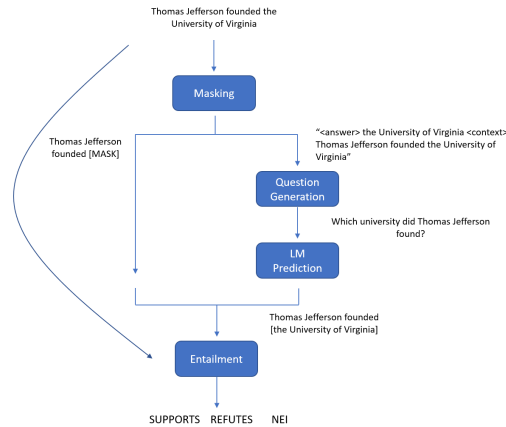 Thomas Jefferson founded the
University of Virginia
Masking
Thomas Jefferson
founded [MASK]
“<answer> the University of Virginia <context>
Thomas Jefferson founded the University of
Virginia”
Question
Generation
Which university did Thomas Jefferson
found?
LM
Prediction
Thomas Jefferson founded
[the University of Virginia]
Entailment
SUPPORTS REFUTES NEI